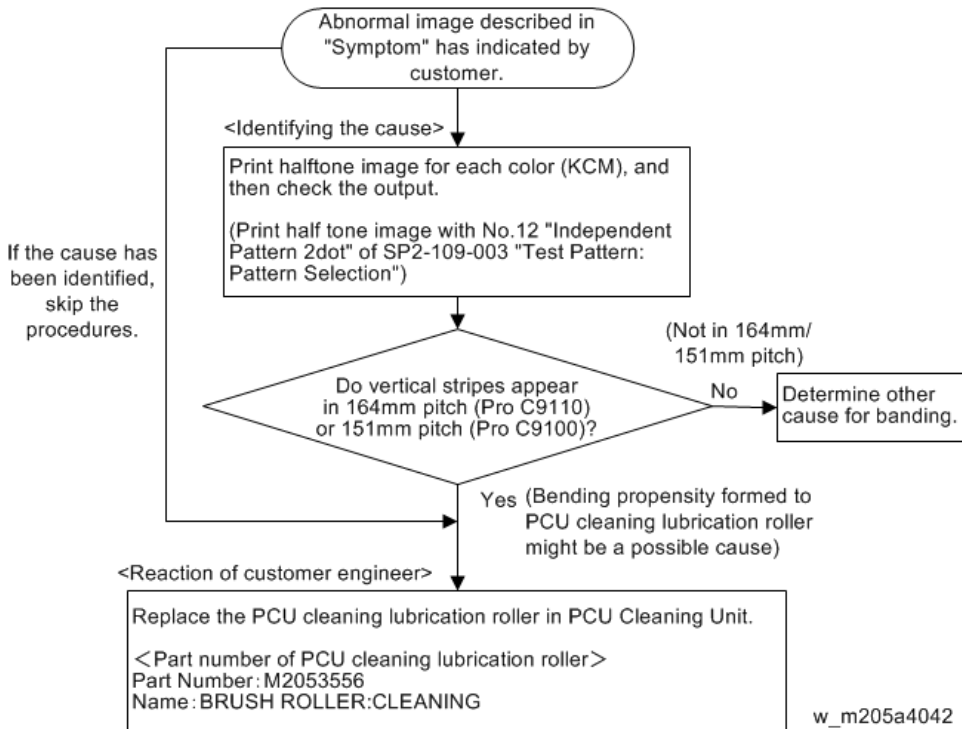 Abnormal image described in
"Symptom" has indicated by
customer.
<Identifying the cause>
Print halftone image for each color (KCM), and
then check the output.
(Print half tone image with No.12 "Independent
Pattern 2dot" of SP2-109-003 "Test Pattern:
Pattern Selection")
If the cause has
been identified,
skip the
procedures.
Do vertical stripes appear
in 164mm pitch (Pro C9110)
or 151mm pitch (Pro C9100)?
(Not in 164mm/
151mm pitch)
No
Determine other
cause for banding.
Yes (Bending propensity formed to
PCU cleaning lubrication roller
might be a possible cause)
<Reaction of customer engineer>
Replace the PCU cleaning lubrication roller in PCU Cleaning Unit.
＜Part number of PCU cleaning lubrication roller＞
Part Number:M2053556
Name:BRUSH ROLLER:CLEANING
w_m205a4042